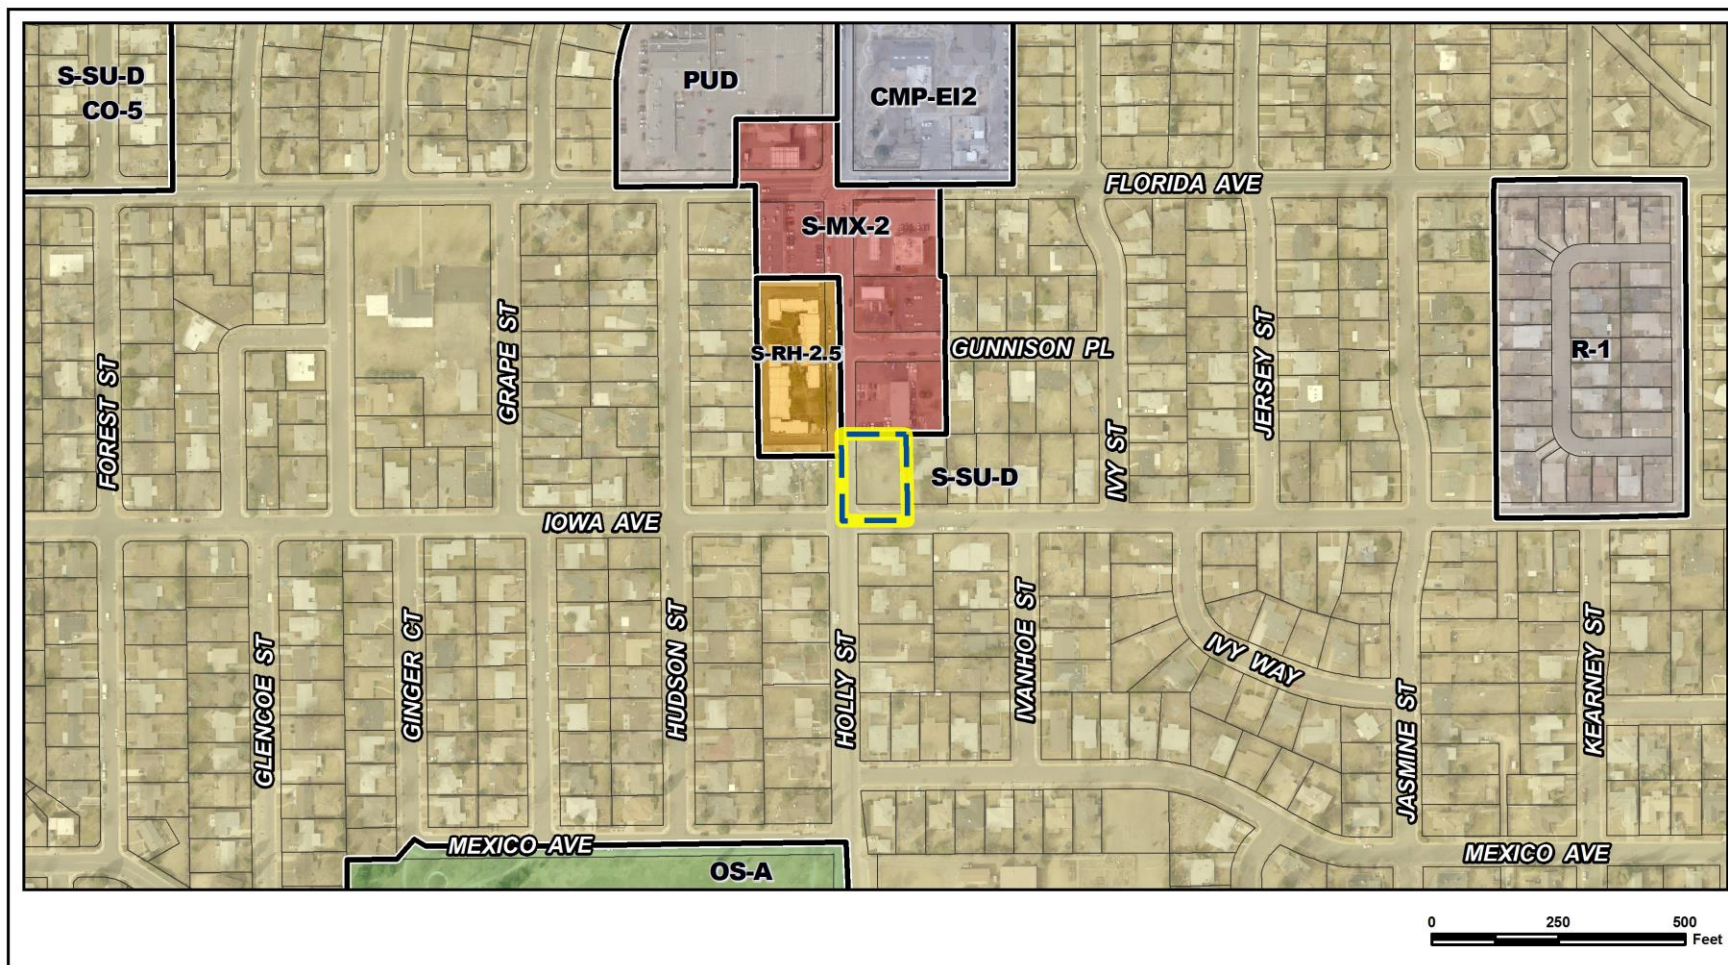 S-SU-D
CO-5
PUD
CMP-EI2
FLORIDA AVE
S-MX-2
S-RH-2.5
GUNNISON PL
R-1
FOREST ST
GRAPE ST
IVY ST
JERSEY ST
S-SU-D
IOWA AVE
GLENCOE ST
GINGER CT
HUDSON ST
HOLLY ST
IVANHOE ST
IVY WAY
JASMINE ST
KEARNEY ST
MEXICO AVE
MEXICO AVE
OS-A
0 250 500
Feet